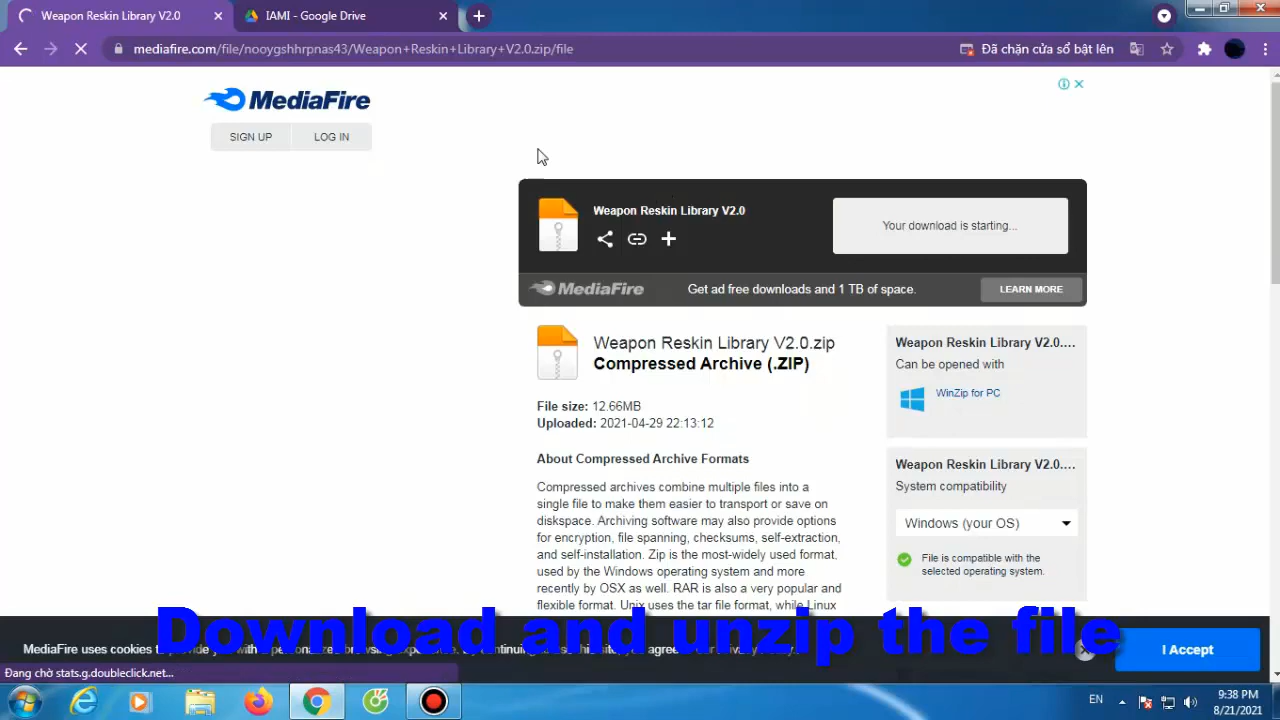 Weapon Reskin Library V2.0
IAMI - Google Drive
mediafire.com/file/nooygshhrpnas43/Weapon+Reskin+Library+V2.0.zip/file
Đã chặn cửa sổ bật lên
MediaFire
SIGN UP
LOG IN
Weapon Reskin Library V2.0
Your download is starting...
MediaFire
Get ad free downloads and 1 TB of space.
LEARN MORE
Weapon Reskin Library V2.0.zip
Compressed Archive (.ZIP)
File size: 12.66MB
Uploaded: 2021-04-29 22:13:12
About Compressed Archive Formats
Compressed archives combine multiple files into a
single file to make them easier to transport or save on
diskspace. Archiving software may also provide options
for encryption, file spanning, checksums, self-extraction,
and self-installation. Zip is the most-widely used format,
used by the Windows operating system and more
recently by OSX as well. RAR is also a very popular and
flexible format. Unix uses the tar file format, while Linux
Weapon Reskin Library V2.0....
Can be opened with
WinZip for PC
Weapon Reskin Library V2.0....
System compatibility
Windows (your OS)
File is compatible with the
selected operating system.
Download and unzip the file
MediaFire uses cookies to provide you with a personalized browsing
I Accept
Đang chờ stats.g.doubleclick.net...
EN
9:38 PM
8/21/2021